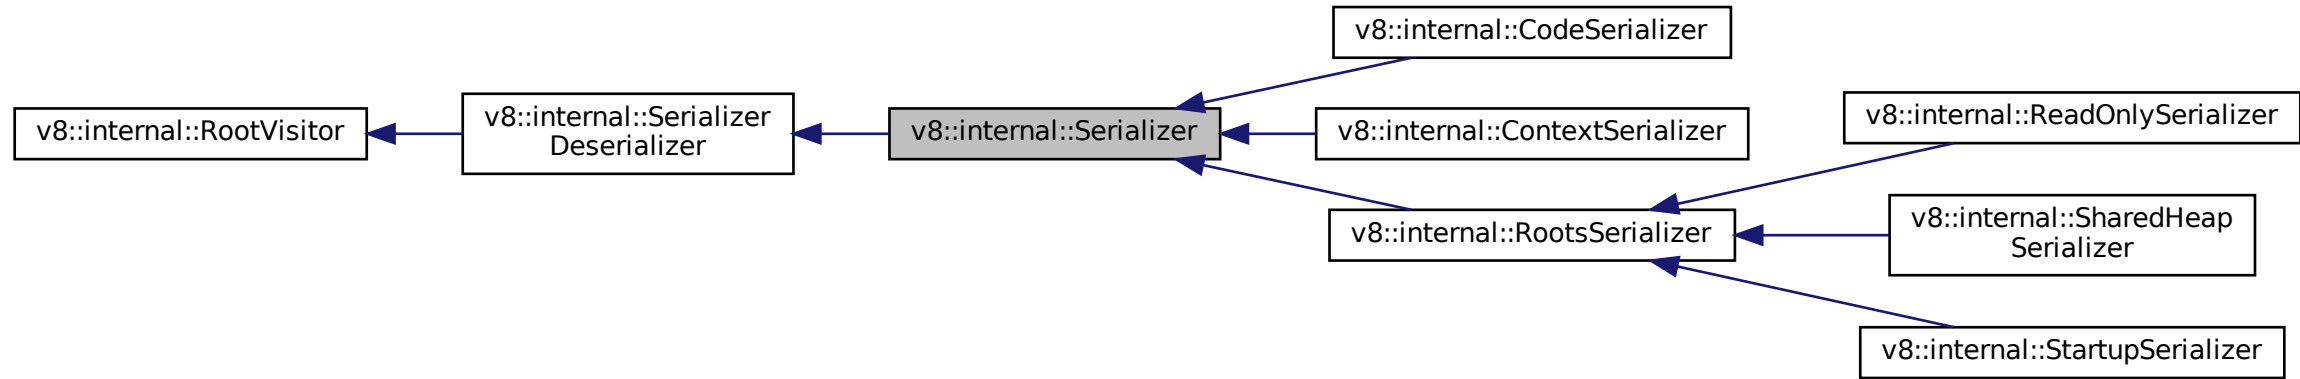 v8::internal::RootVisitor
v8::internal::Serializer
Deserializer
v8::internal::Serializer
v8::internal::CodeSerializer
v8::internal::ContextSerializer
v8::internal::RootsSerializer
v8::internal::ReadOnlySerializer
v8::internal::SharedHeap
Serializer
v8::internal::StartupSerializer